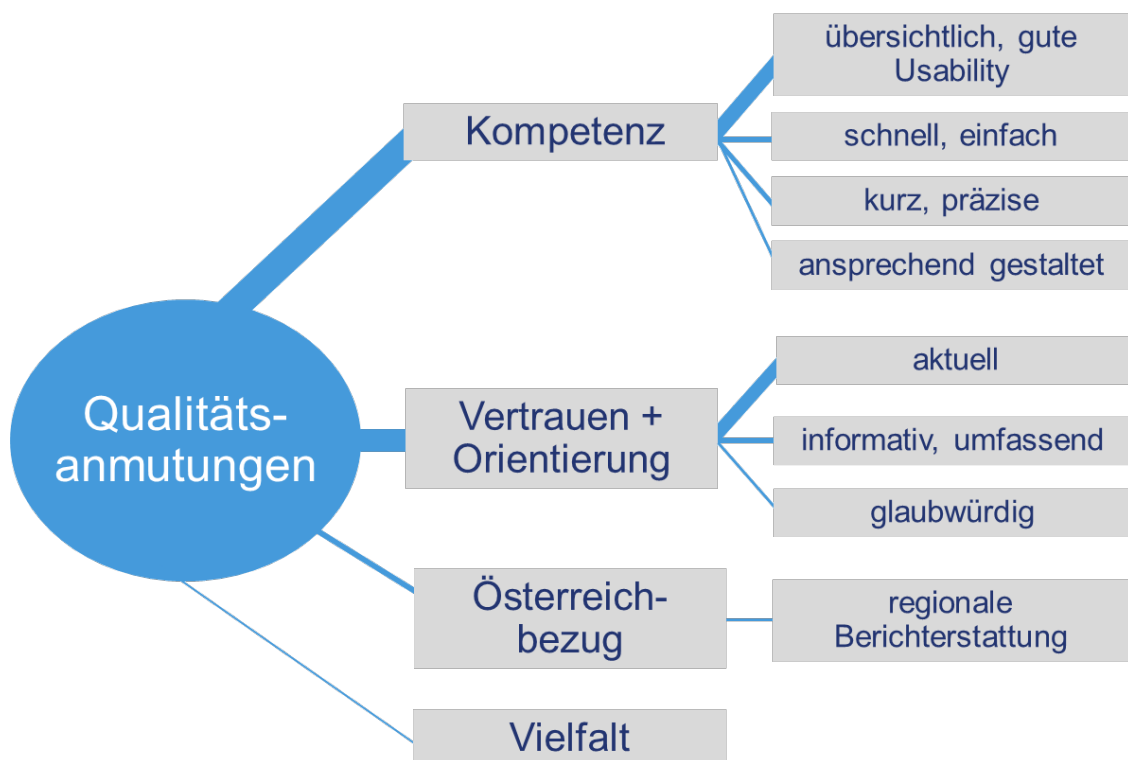 Qualitäts-
anmutungen
Kompetenz
übersichtlich, gute
Usability
schnell, einfach
kurz, präzise
ansprechend gestaltet
Vertrauen +
Orientierung
aktuell
informativ, umfassend
glaubwürdig
Österreich-
bezug
regionale
Berichterstattung
Vielfalt